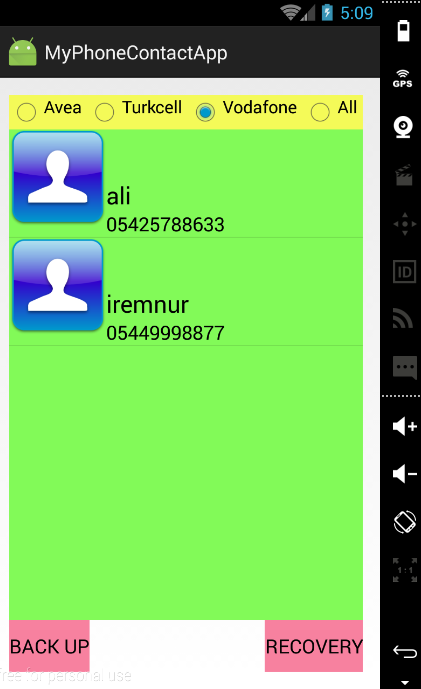 5:09
MyPhoneContactApp
Avea Turkcell Vodafone All
ali
05425788633
iremnur
05449998877
BACK UP RECOVERY
free for personal use
GPS
ID
1:1